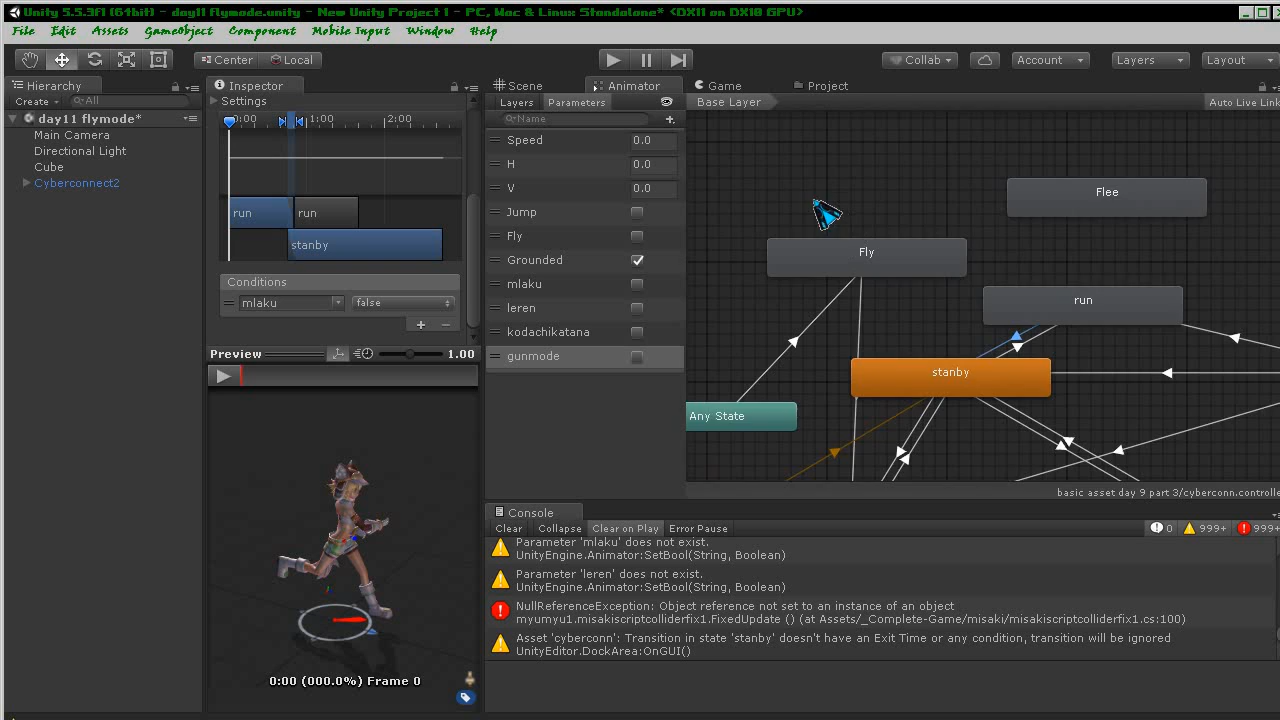 Unity 5.5.3f1 (64bit) - day11 flymode.unity - New Unity Project 1 - PC, Mac & Linux Standalone* <DX11 on DX10 GPU>
File Edit Assets GameObject Component Mobile Input Window Help
Center Local Collab Account Layers Layout
Hierarchy Inspector Scene Animator Game Project
Create All Settings Layers Parameters Base Layer Auto Live Link
day11 flymode*
Main Camera
Directional Light
Cube
Cyberconnect2
0:00 1:00 2:00
run run
stanby
Conditions
mlaku false
Preview 1.00
0:00 (000.0%) Frame 0
Name
Speed 0.0
H 0.0
V 0.0
Jump
Fly
Grounded
mlaku
leren
kodachikatana
gunmode
Flee
Fly
run
stanby
Any State
basic asset day 9 part 3/cyberconn.controlle
Console
Clear Collapse Clear on Play Error Pause 0 999+ 999+
Parameter 'mlaku' does not exist.
UnityEngine.Animator:SetBool(String, Boolean)
Parameter 'leren' does not exist.
UnityEngine.Animator:SetBool(String, Boolean)
NullReferenceException: Object reference not set to an instance of an object
myumyu1.misakiscriptcolliderfix1.FixedUpdate () (at Assets/_Complete-Game/misaki/misakiscriptcolliderfix1.cs:100)
Asset 'cyberconn': Transition in state 'stanby' doesn't have an Exit Time or any condition, transition will be ignored
UnityEditor.DockArea:OnGUI()